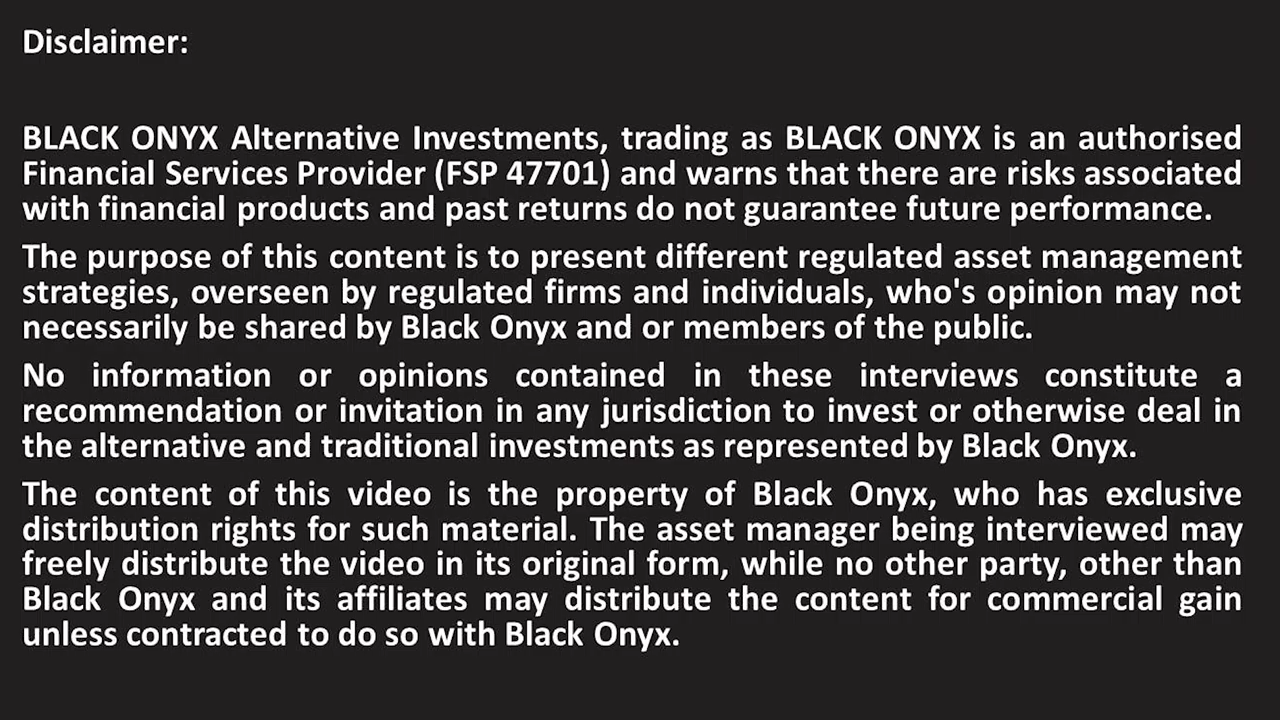 Disclaimer:
BLACK ONYX Alternative Investments, trading as BLACK ONYX is an authorised
Financial Services Provider (FSP 47701) and warns that there are risks associated
with financial products and past returns do not guarantee future performance.
The purpose of this content is to present different regulated asset management
strategies, overseen by regulated firms and individuals, who's opinion may not
necessarily be shared by Black Onyx and or members of the public.
No information or opinions contained in these interviews constitute a
recommendation or invitation in any jurisdiction to invest or otherwise deal in
the alternative and traditional investments as represented by Black Onyx.
The content of this video is the property of Black Onyx, who has exclusive
distribution rights for such material. The asset manager being interviewed may
freely distribute the video in its original form, while no other party, other than
Black Onyx and its affiliates may distribute the content for commercial gain
unless contracted to do so with Black Onyx.